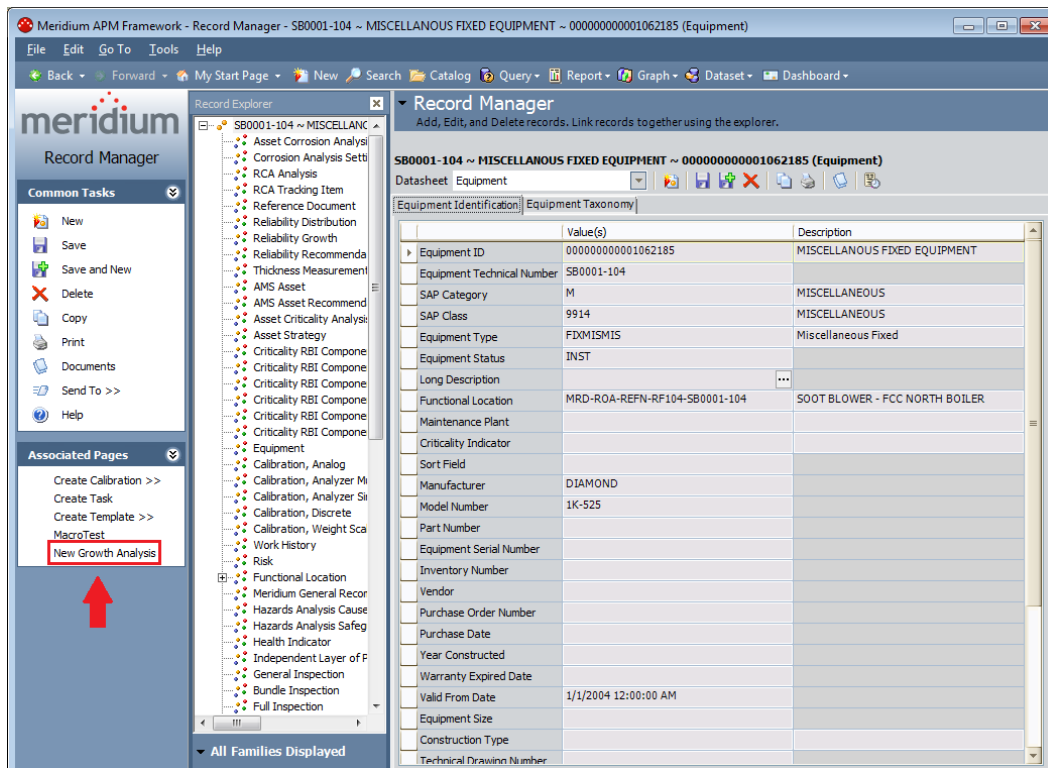 Meridium APM Framework - Record Manager - SB0001-104 ~ MISCELLANOUS FIXED EQUIPMENT ~ 000000000001062185 (Equipment)
File Edit Go To Tools Help
Back Forward My Start Page New Search Catalog Query Report Graph Dataset Dashboard
meridium
Record Manager
Common Tasks
New
Save
Save and New
Delete
Copy
Print
Documents
Send To >>
Help
Associated Pages
Create Calibration >>
Create Task
Create Template >>
MacroTest
New Growth Analysis
Record Explorer
SB0001-104 ~ MISCELLANC
Asset Corrosion Analysi
Corrosion Analysis Setti
RCA Analysis
RCA Tracking Item
Reference Document
Reliability Distribution
Reliability Growth
Reliability Recommenda
Thickness Measurement
AMS Asset
AMS Asset Recommend
Asset Criticality Analysis
Asset Strategy
Criticality RBI Compone
Criticality RBI Compone
Criticality RBI Compone
Criticality RBI Compone
Criticality RBI Compone
Criticality RBI Compone
Equipment
Calibration, Analog
Calibration, Analyzer Mu
Calibration, Analyzer Sin
Calibration, Discrete
Calibration, Weight Scal
Work History
Risk
Functional Location
Meridium General Recor
Hazards Analysis Cause
Hazards Analysis Safeg
Health Indicator
Independent Layer of P
General Inspection
Bundle Inspection
Full Inspection
All Families Displayed
Record Manager
Add, Edit, and Delete records. Link records together using the explorer.
SB0001-104 ~ MISCELLANOUS FIXED EQUIPMENT ~ 000000000001062185 (Equipment)
Datasheet Equipment
Equipment Identification Equipment Taxonomy
Value(s) Description
Equipment ID 000000000001062185 MISCELLANOUS FIXED EQUIPMENT
Equipment Technical Number SB0001-104
SAP Category M MISCELLANEOUS
SAP Class 9914 MISCELLANEOUS
Equipment Type FIXMISMIS Miscellaneous Fixed
Equipment Status INST
Long Description ...
Functional Location MRD-ROA-REFN-RF104-SB0001-104 SOOT BLOWER - FCC NORTH BOILER
Maintenance Plant
Criticality Indicator
Sort Field
Manufacturer DIAMOND
Model Number 1K-525
Part Number
Equipment Serial Number
Inventory Number
Vendor
Purchase Order Number
Purchase Date
Year Constructed
Warranty Expired Date
Valid From Date 1/1/2004 12:00:00 AM
Equipment Size
Construction Type
Technical Drawing Number